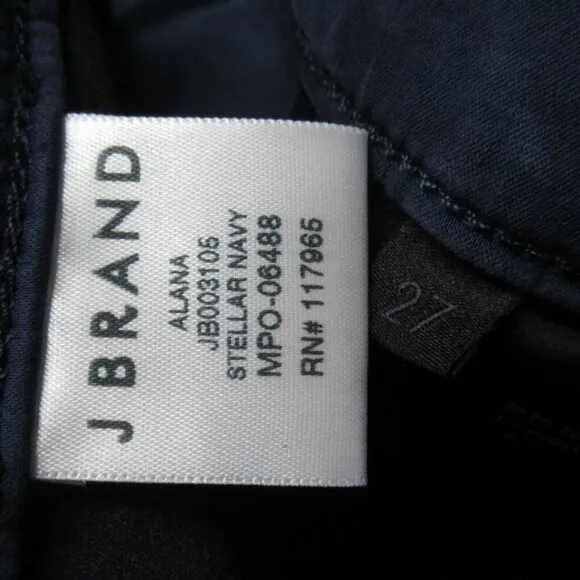 J BRAND
ALANA
JB003105
STELLAR NAVY
MPO-06488
RN# 117965
27